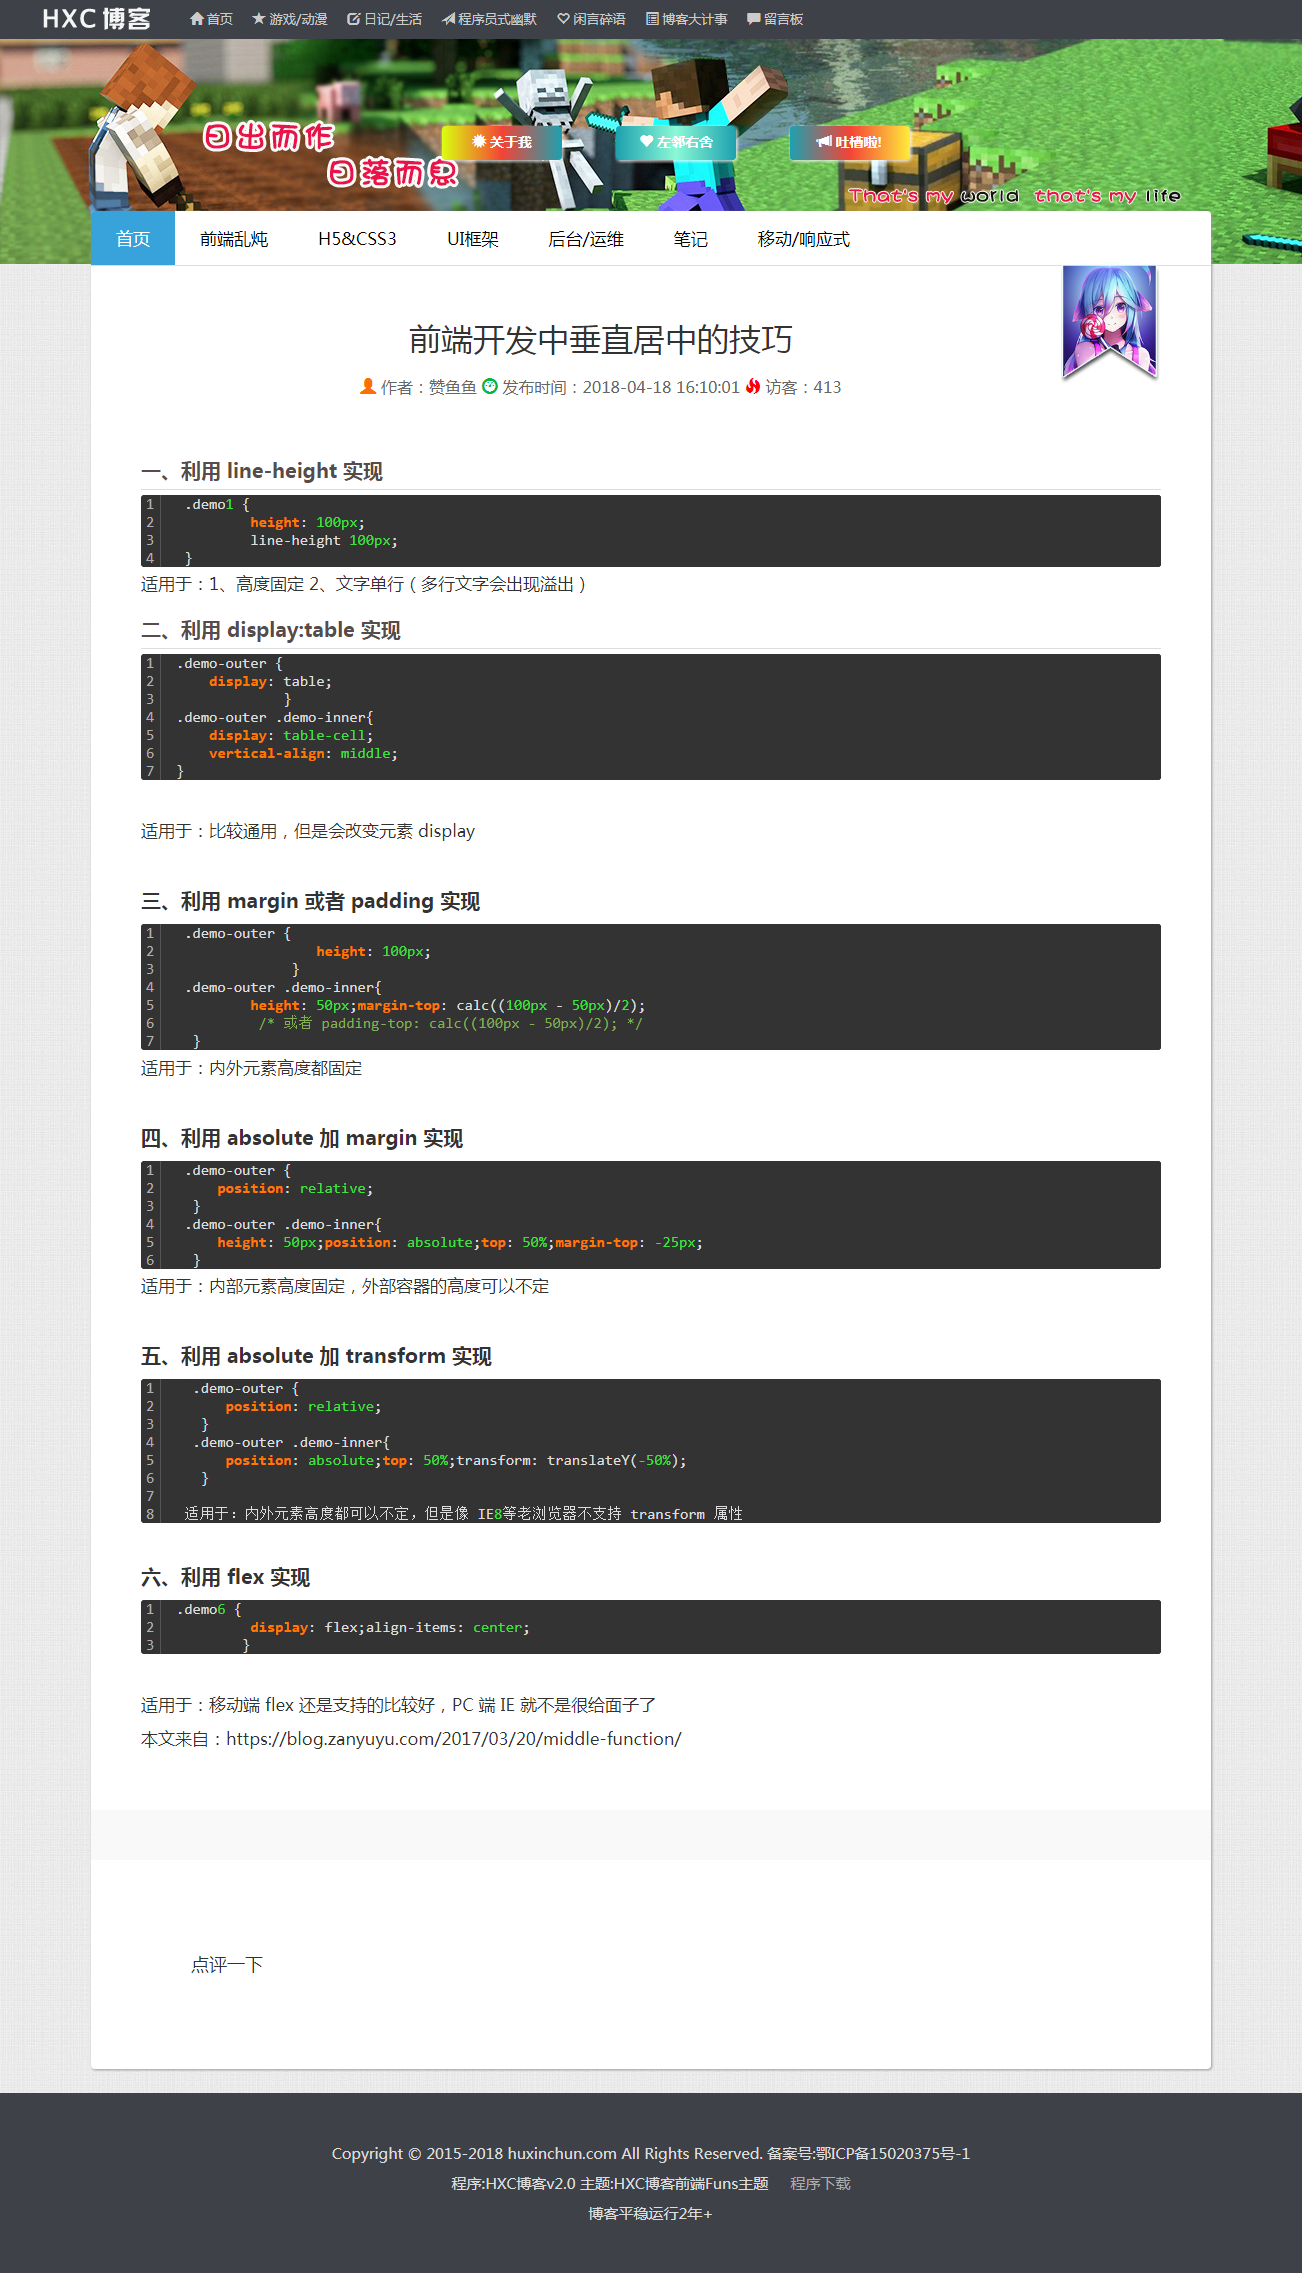 HXC 博客 首页 游戏/动漫 日记/生活 程序员式幽默 闲言碎语 博客大计事 留言板
日出而作
日落而息
关于我 左邻右舍 吐槽啦!
That's my world that's my life
首页 前端乱炖 H5&CSS3 UI框架 后台/运维 笔记 移动/响应式
前端开发中垂直居中的技巧
作者：赞鱼鱼 发布时间：2018-04-18 16:10:01 访客：413
一、利用 line-height 实现
1 .demo1 {
2 height: 100px;
3 line-height 100px;
4 }
适用于：1、高度固定 2、文字单行（多行文字会出现溢出）
二、利用 display:table 实现
1 .demo-outer {
2 display: table;
3 }
4 .demo-outer .demo-inner{
5 display: table-cell;
6 vertical-align: middle;
7 }
适用于：比较通用，但是会改变元素 display
三、利用 margin 或者 padding 实现
1 .demo-outer {
2 height: 100px;
3 }
4 .demo-outer .demo-inner{
5 height: 50px;margin-top: calc((100px - 50px)/2);
6 /* 或者 padding-top: calc((100px - 50px)/2); */
7 }
适用于：内外元素高度都固定
四、利用 absolute 加 margin 实现
1 .demo-outer {
2 position: relative;
3 }
4 .demo-outer .demo-inner{
5 height: 50px;position: absolute;top: 50%;margin-top: -25px;
6 }
适用于：内部元素高度固定，外部容器的高度可以不定
五、利用 absolute 加 transform 实现
1 .demo-outer {
2 position: relative;
3 }
4 .demo-outer .demo-inner{
5 position: absolute;top: 50%;transform: translateY(-50%);
6 }
7
8 适用于：内外元素高度都可以不定，但是像 IE8等老浏览器不支持 transform 属性
六、利用 flex 实现
1 .demo6 {
2 display: flex;align-items: center;
3 }
适用于：移动端 flex 还是支持的比较好，PC 端 IE 就不是很给面子了
本文来自：https://blog.zanyuyu.com/2017/03/20/middle-function/
点评一下
Copyright © 2015-2018 huxinchun.com All Rights Reserved. 备案号:鄂ICP备15020375号-1
程序:HXC博客v2.0 主题:HXC博客前端Funs主题 程序下载
博客平稳运行2年+